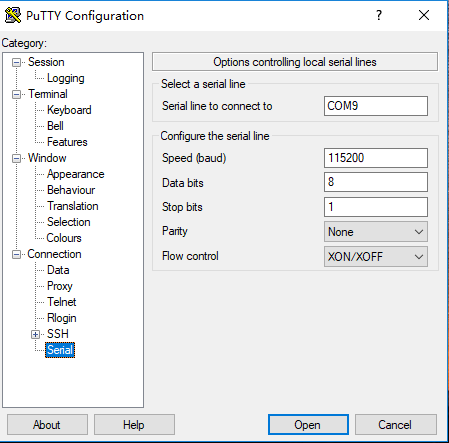 PuTTY Configuration
?
Category:
Session
Logging
Terminal
Keyboard
Bell
Features
Window
Appearance
Behaviour
Translation
Selection
Colours
Connection
Data
Proxy
Telnet
Rlogin
SSH
Serial
Options controlling local serial lines
Select a serial line
Serial line to connect to COM9
Configure the serial line
Speed (baud) 115200
Data bits 8
Stop bits 1
Parity None
Flow control XON/XOFF
About Help Open Cancel